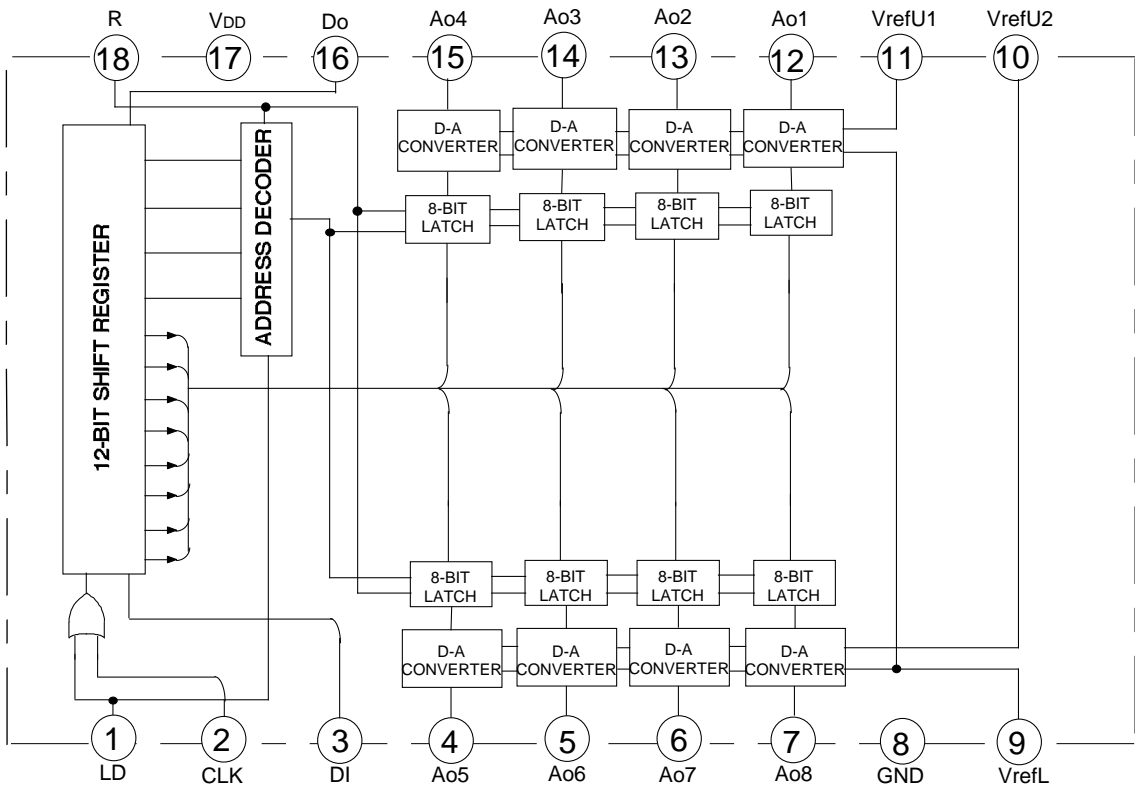 R VDD Do Ao4 Ao3 Ao2 Ao1 VrefU1 VrefU2
18 17 16 15 14 13 12 11 10
D-A CONVERTER
D-A CONVERTER
D-A CONVERTER
D-A CONVERTER
8-BIT LATCH
8-BIT LATCH
8-BIT LATCH
8-BIT LATCH
12-BIT SHIFT REGISTER
ADDRESS DECODER
8-BIT LATCH
8-BIT LATCH
8-BIT LATCH
8-BIT LATCH
D-A CONVERTER
D-A CONVERTER
D-A CONVERTER
D-A CONVERTER
1 2 3 4 5 6 7 8 9
LD CLK DI Ao5 Ao6 Ao7 Ao8 GND VrefL